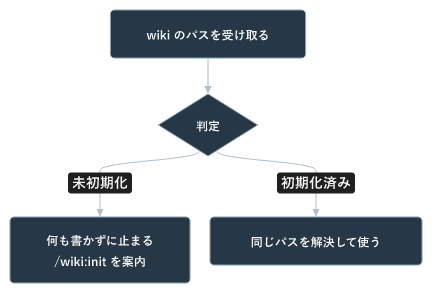 wiki のパスを受け取る
判定
未初期化
初期化済み
何も書かずに止まる
/wiki:init を案内
同じパスを解決して使う